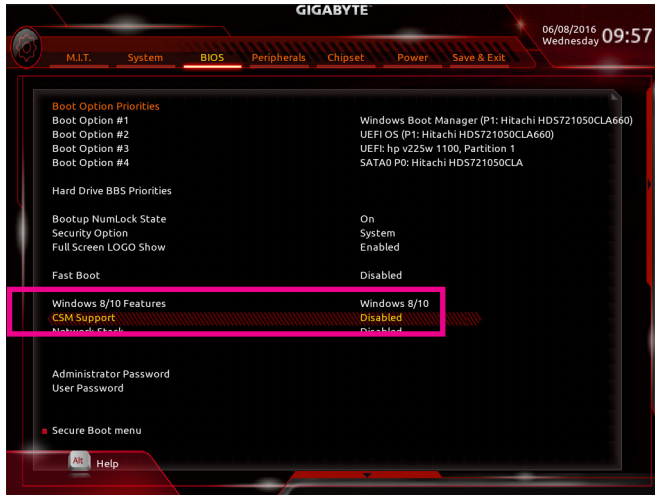 GIGABYTE
06/08/2016
Wednesday 09:57
M.I.T. System BIOS Peripherals Chipset Power Save & Exit
Boot Option Priorities
Boot Option #1 Windows Boot Manager (P1: Hitachi HDS721050CLA660)
Boot Option #2 UEFI OS (P1: Hitachi HDS721050CLA660)
Boot Option #3 UEFI: hp v225w 1100, Partition 1
Boot Option #4 SATA0 P0: Hitachi HDS721050CLA
Hard Drive BBS Priorities
Bootup NumLock State On
Security Option System
Full Screen LOGO Show Enabled
Fast Boot Disabled
Windows 8/10 Features Windows 8/10
CSM Support Disabled
Network Stack Disabled
Administrator Password
User Password
Secure Boot menu
Alt Help